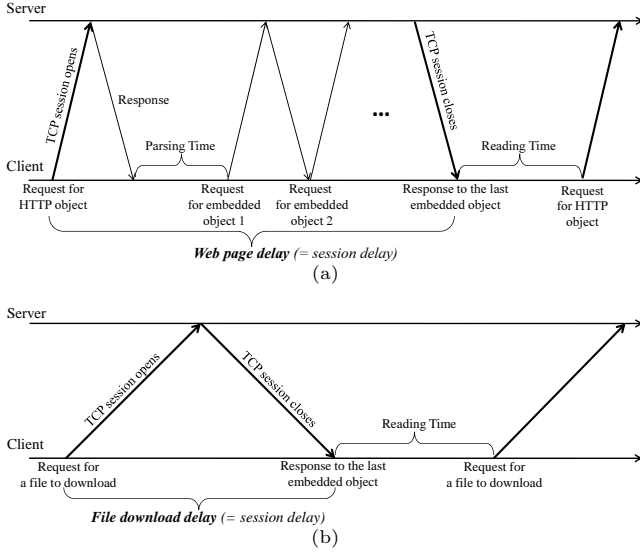 Server
TCP session opens
Response
TCP session closes
...
Parsing Time
Reading Time
Client
Request for
HTTP object
Request
for embedded
object 1
Request
for embedded
object 2
Response to the last
embedded object
Request
for HTTP
object
Web page delay (= session delay)
(a)
Server
TCP session opens
TCP session closes
Reading Time
Client
Request for
a file to download
Response to the last
embedded object
Request for
a file to download
File download delay (= session delay)
(b)